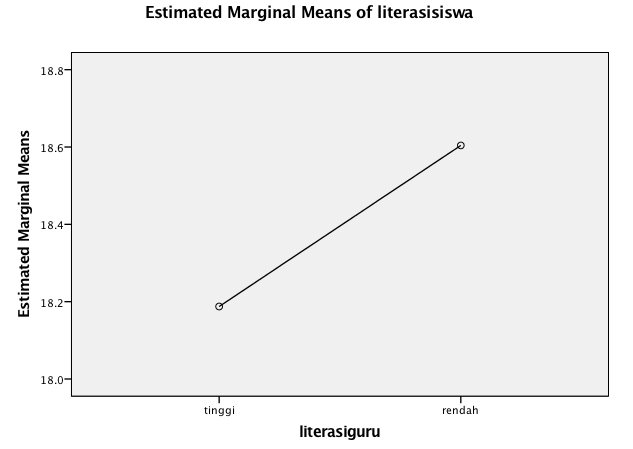 Estimated Marginal Means of literasisiswa
Estimated Marginal Means
18.8
18.6
18.4
18.2
18.0
tinggi
rendah
literasiguru